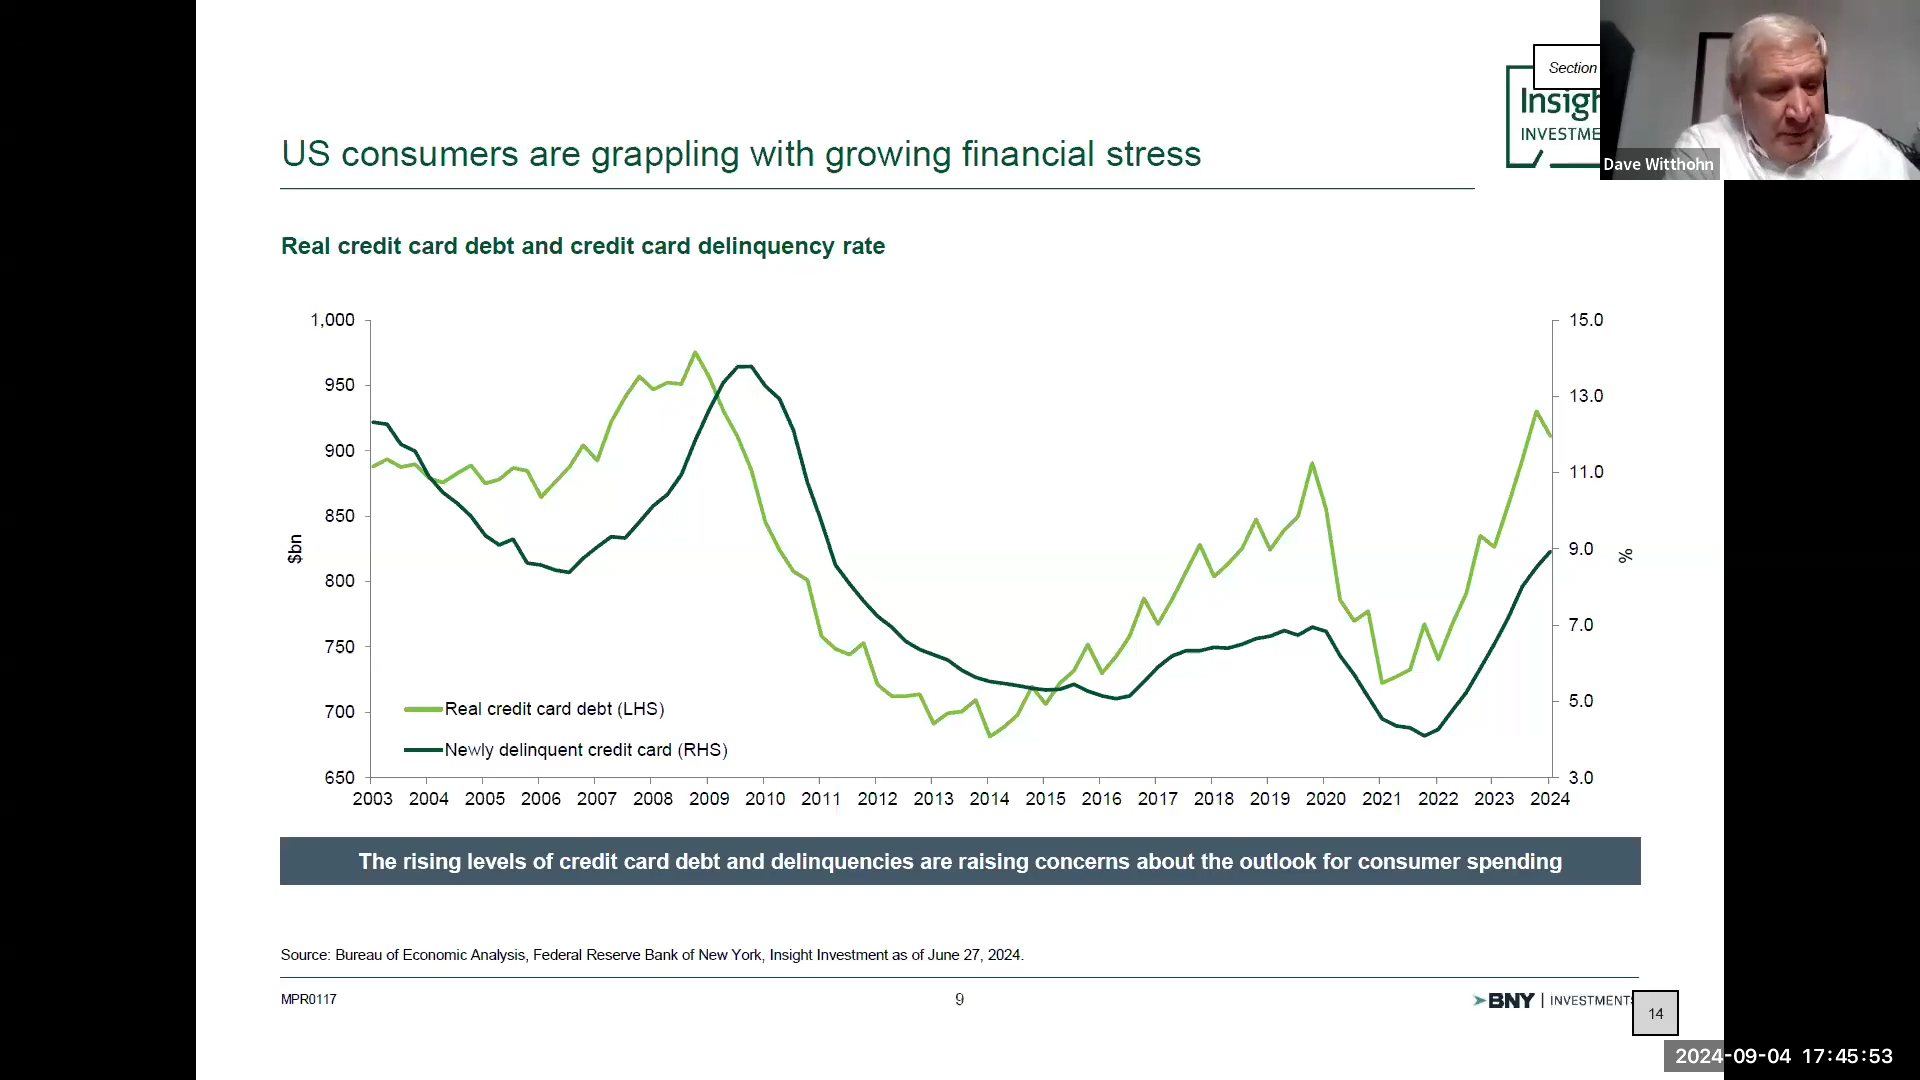 Section
Insigh
INVESTME
Dave Witthohn
US consumers are grappling with growing financial stress
Real credit card debt and credit card delinquency rate
1,000
950
900
850
800
750
700
650
$bn
15.0
13.0
11.0
9.0
7.0
5.0
3.0
%
Real credit card debt (LHS)
Newly delinquent credit card (RHS)
2003 2004 2005 2006 2007 2008 2009 2010 2011 2012 2013 2014 2015 2016 2017 2018 2019 2020 2021 2022 2023 2024
The rising levels of credit card debt and delinquencies are raising concerns about the outlook for consumer spending
Source: Bureau of Economic Analysis, Federal Reserve Bank of New York, Insight Investment as of June 27, 2024.
MPR0117
9
BNY | INVESTMENTS
14
2024-09-04 17:45:53